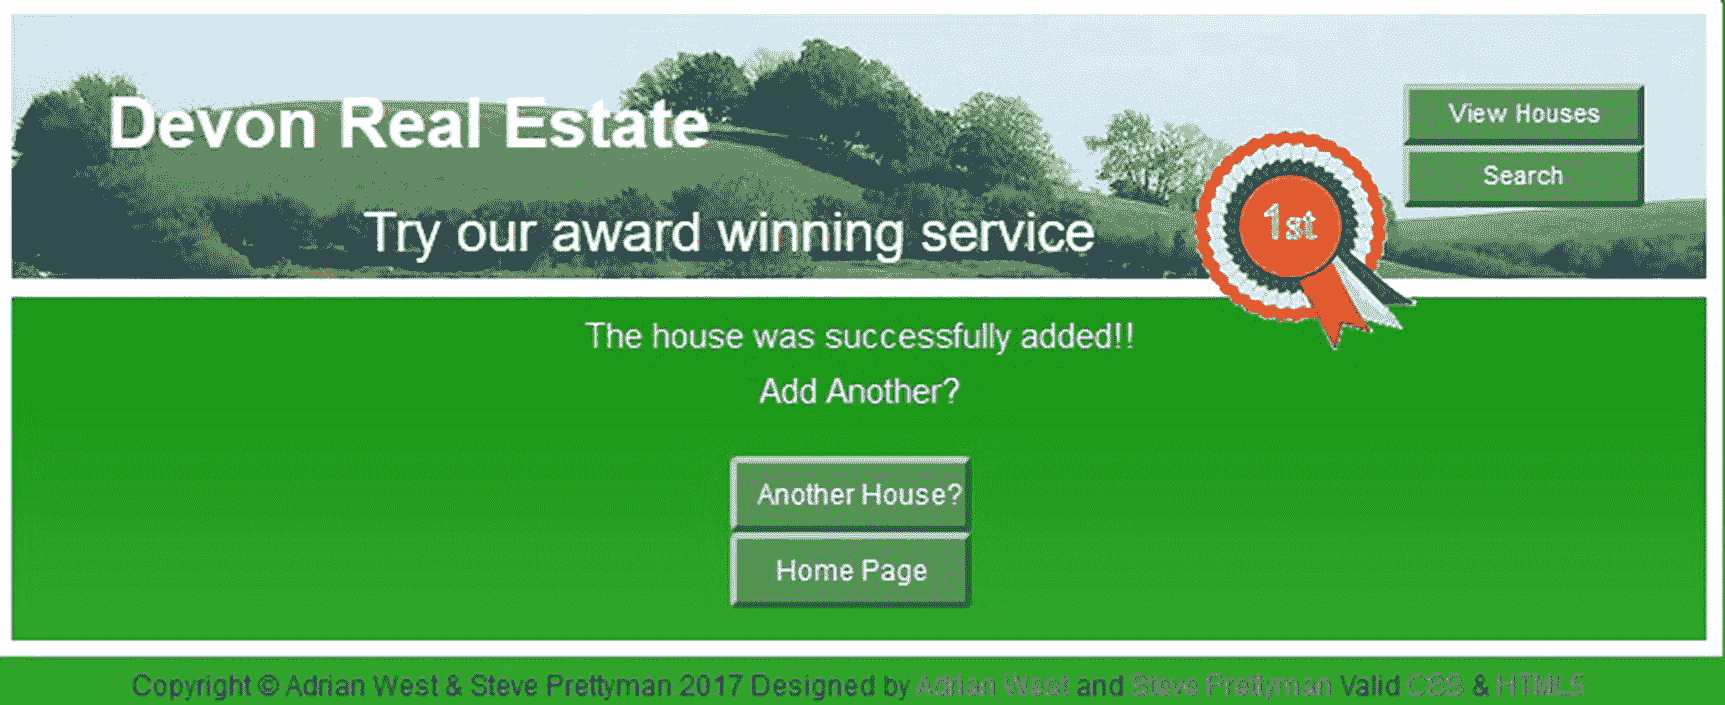 Devon Real Estate
Try our award winning service
1st
View Houses
Search
The house was successfully added!!
Add Another?
Another House?
Home Page
Copyright © Adrian West & Steve Prettyman 2017 Designed by Adrian West and Steve Prettyman Valid CSS & HTML5